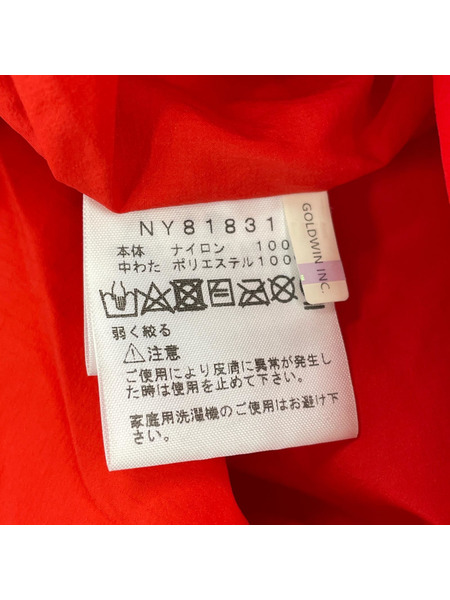 NY81831
GOLDWIN INC.
本体 ナイロン 100
中わた ポリエステル100
弱く絞る
⚠注意
ご使用により皮膚に異常が発生し
た時は使用を止めて下さい。
家庭用洗濯機のご使用はお避け下
さい。